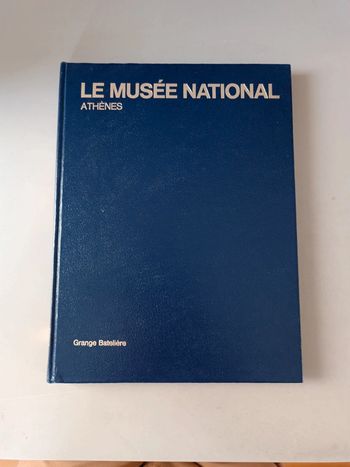 LE MUSÉE NATIONAL
ATHÈNES
Grange Batelière